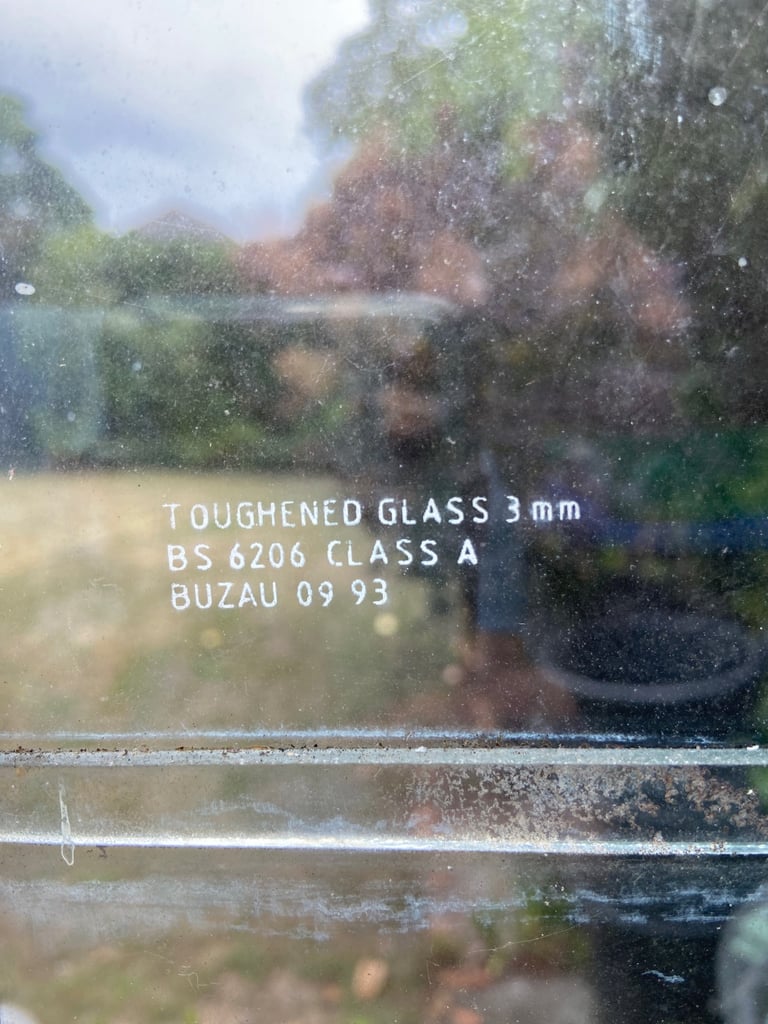 TOUGHENED GLASS 3mm
BS 6206 CLASS A
BUZAU 09 93